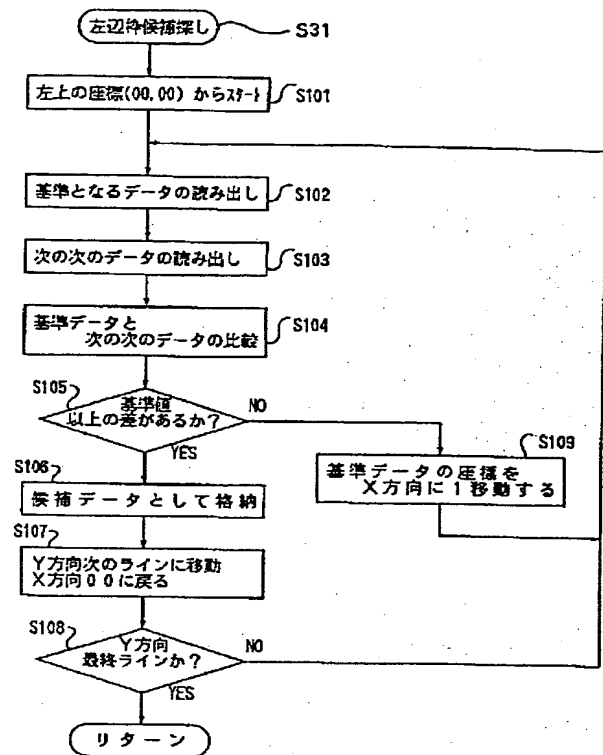 左辺枠候補探し
S31
左上の座標(00,00) からｽﾀｰﾄ
S101
基準となるデータの読み出し
S102
次の次のデータの読み出し
S103
基準データと
次の次のデータの比較
S104
S105
基準値
以上の差があるか?
NO
YES
S109
基準データの座標を
X方向に1移動する
S106
候補データとして格納
S107
Y方向次のラインに移動
X方向00に戻る
S108
Y方向
最終ラインか?
NO
YES
リターン